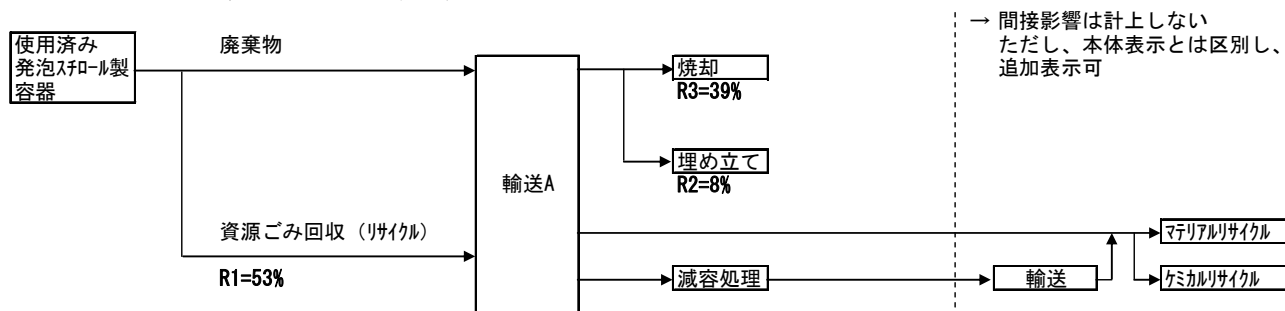 → 間接影響は計上しない
ただし、本体表示とは区別し、
追加表示可
使用済み
発泡ｽﾁﾛｰﾙ製
容器
廃棄物
焼却
R3=39%
埋め立て
R2=8%
輸送A
資源ごみ回収（ﾘｻｲｸﾙ）
R1=53%
減容処理
輸送
ﾏﾃﾘｱﾙﾘｻｲｸﾙ
ｹﾐｶﾙﾘｻｲｸﾙ